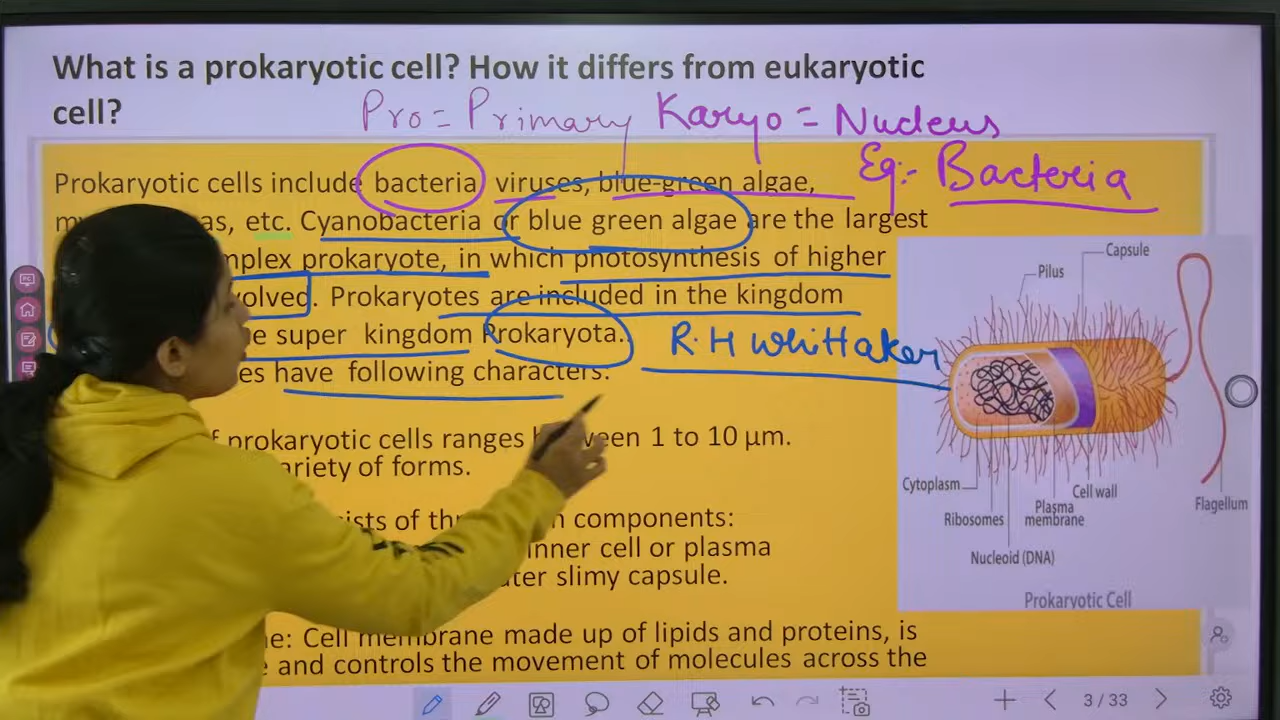 What is a prokaryotic cell? How it differs from eukaryotic
cell?
Pro = Primary Karyo = Nucleus
Eg:- Bacteria
Prokaryotic cells include bacteria viruses, blue-green algae,
etc. Cyanobacteria or blue green algae are the largest
prokaryote, in which photosynthesis of higher
Prokaryotes are included in the kingdom
super kingdom Prokaryota..
R.H Whittaker
have following characters.
prokaryotic cells ranges between 1 to 10 µm.
of forms.
of components:
inner cell or plasma
slimy capsule.
Cell membrane made up of lipids and proteins, is
and controls the movement of molecules across the
Capsule
Pilus
Cytoplasm
Ribosomes
Nucleoid (DNA)
Plasma
membrane
Cell wall
Flagellum
Prokaryotic Cell
3 / 33